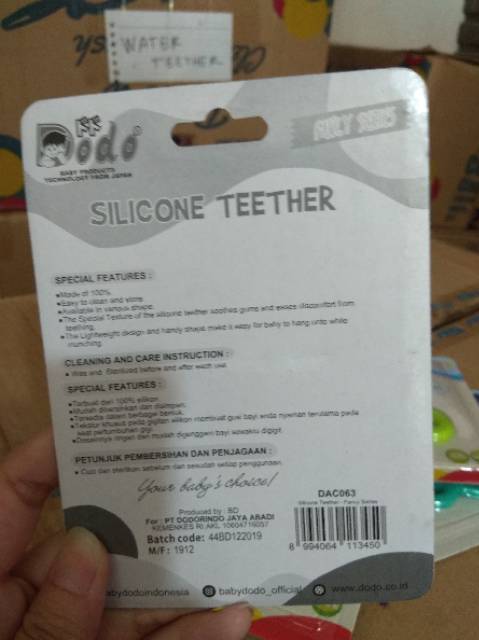 WATER
TEETHER
Dodo
BABY PRODUCTS
TECHNOLOGY FROM JAPAN
SILICONE TEETHER
SPECIAL FEATURES :
•Made of 100%
•Easy to clean and store
•Available in various shape.
•The Special Texture of the silicone teether soothes gums and eases discomfort from
teething.
•The Lightweight design and handy shape make it easy for baby to hang onto while
munching.
CLEANING AND CARE INSTRUCTION :
• Wash and Sterilized before and after each use.
SPECIAL FEATURES :
•Terbuat dari 100% silikon.
•Mudah dibersihkan dan disimpan.
•Tersedia dalam berbagai bentuk.
•Tekstur khusus pada gigitan silikon membuat gusi bayi anda nyaman terutama pada
saat pertumbuhan gigi.
•Desainnya ringan dan mudah digenggam bayi sewaktu digigit.
PETUNJUK PEMBERSIHAN DAN PENJAGAAN :
• Cuci dan sterilkan sebelum dan sesudah setiap penggunaan.
Your baby's choice!
Produced by : BD
For : PT DODORINDO JAYA ABADI
KEMENKES RI AKL 10604716057
Batch code: 44BD122019
M/F: 1912
DAC063
Silicone Teether - Fancy Series
8 994064 113450
babydodoindonesia
babydodo_official
www.dodo.co.id